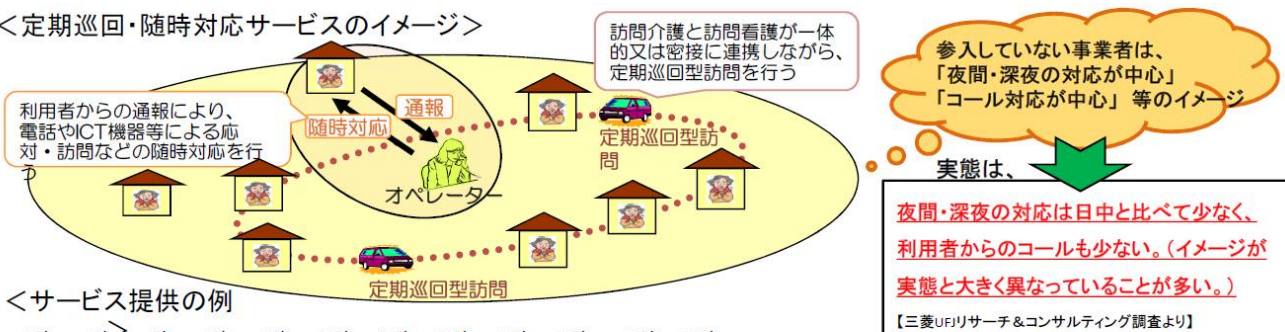 ＜定期巡回・随時対応サービスのイメージ＞
訪問介護と訪問看護が一体
的又は密接に連携しながら、
定期巡回型訪問を行う
利用者からの通報により、
電話やICT機器等による応
対・訪問などの随時対応を行
う
通報
随時対応
オペレーター
定期巡回型訪
問
定期巡回型訪問
参入していない事業者は、
「夜間・深夜の対応が中心」
「コール対応が中心」 等のイメージ
実態は、
夜間・深夜の対応は日中と比べて少なく、
利用者からのコールも少ない。（イメージが
実態と大きく異なっていることが多い。）
【三菱UFJリサーチ&コンサルティング調査より】
＜サービス提供の例
＞